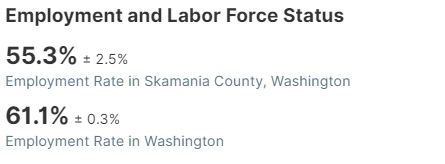 Employment and Labor Force Status
55.3% ± 2.5%
Employment Rate in Skamania County, Washington
61.1% ± 0.3%
Employment Rate in Washington